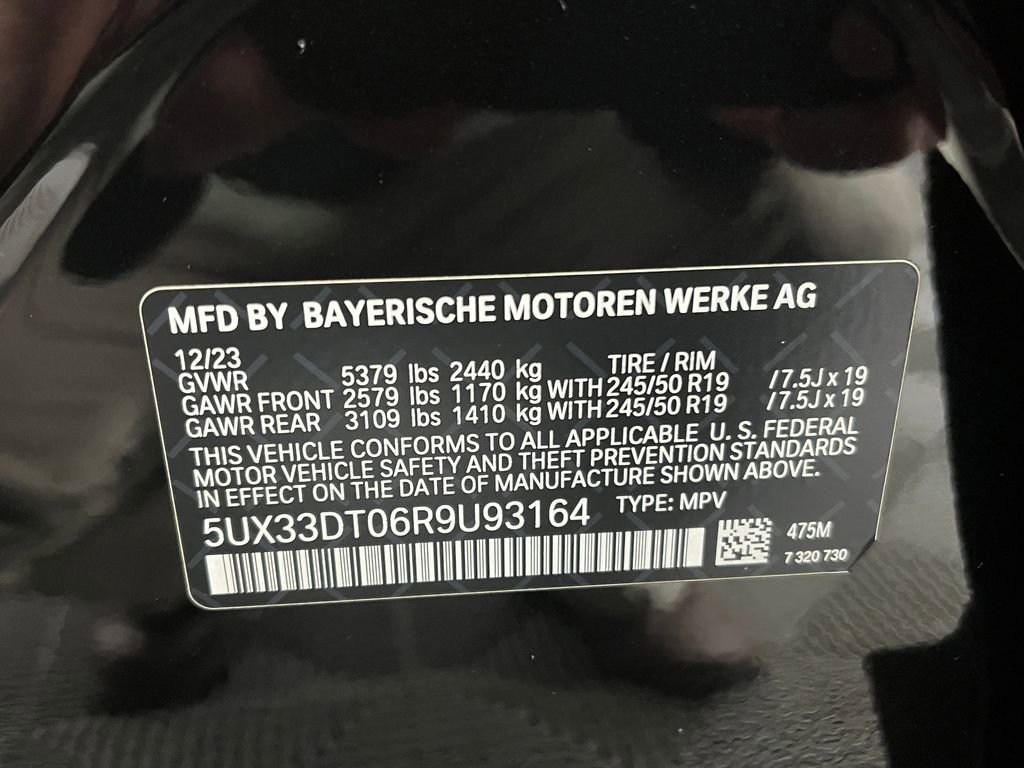 MFD BY BAYERISCHE MOTOREN WERKE AG
12/23 TIRE / RIM
GVWR 5379 lbs 2440 kg
GAWR FRONT 2579 lbs 1170 kg WITH 245/50 R19 / 7.5J x 19
GAWR REAR 3109 lbs 1410 kg WITH 245/50 R19 / 7.5J x 19
THIS VEHICLE CONFORMS TO ALL APPLICABLE U. S. FEDERAL
MOTOR VEHICLE SAFETY AND THEFT PREVENTION STANDARDS
IN EFFECT ON THE DATE OF MANUFACTURE SHOWN ABOVE.
5UX33DT06R9U93164 TYPE: MPV
475M
7 320 730